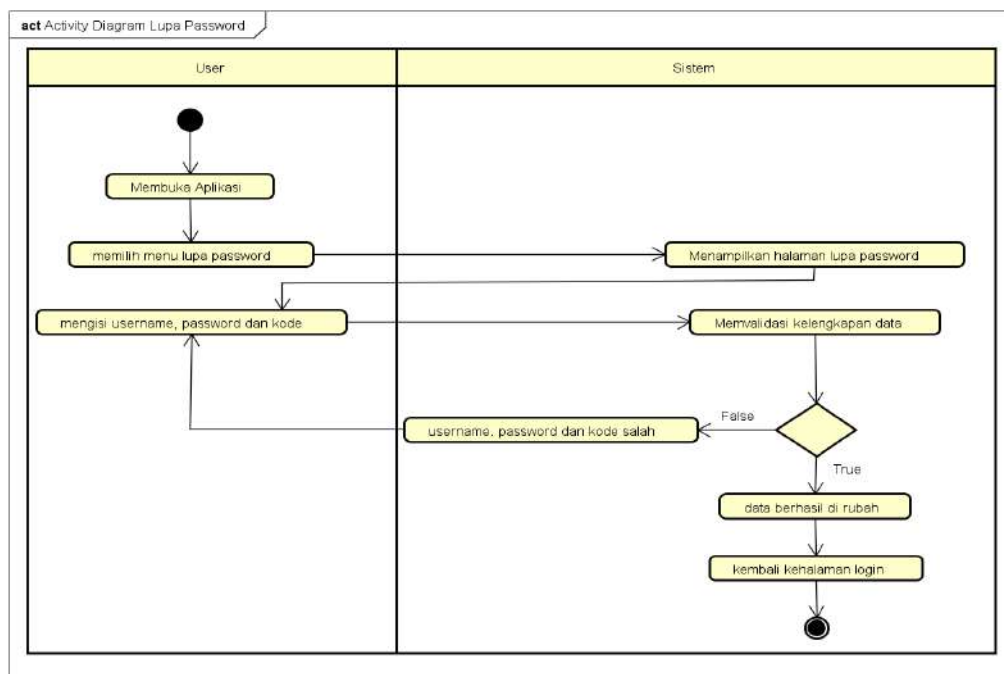 act Activity Diagram Lupa Password
User
Sistem
Membuka Aplikasi
memilih menu lupa password
Menampilkan halaman lupa password
mengisi username, password dan kode
Memvalidasi kelengkapan data
False
username, password dan kode salah
True
data berhasil di rubah
kembali kehalaman login